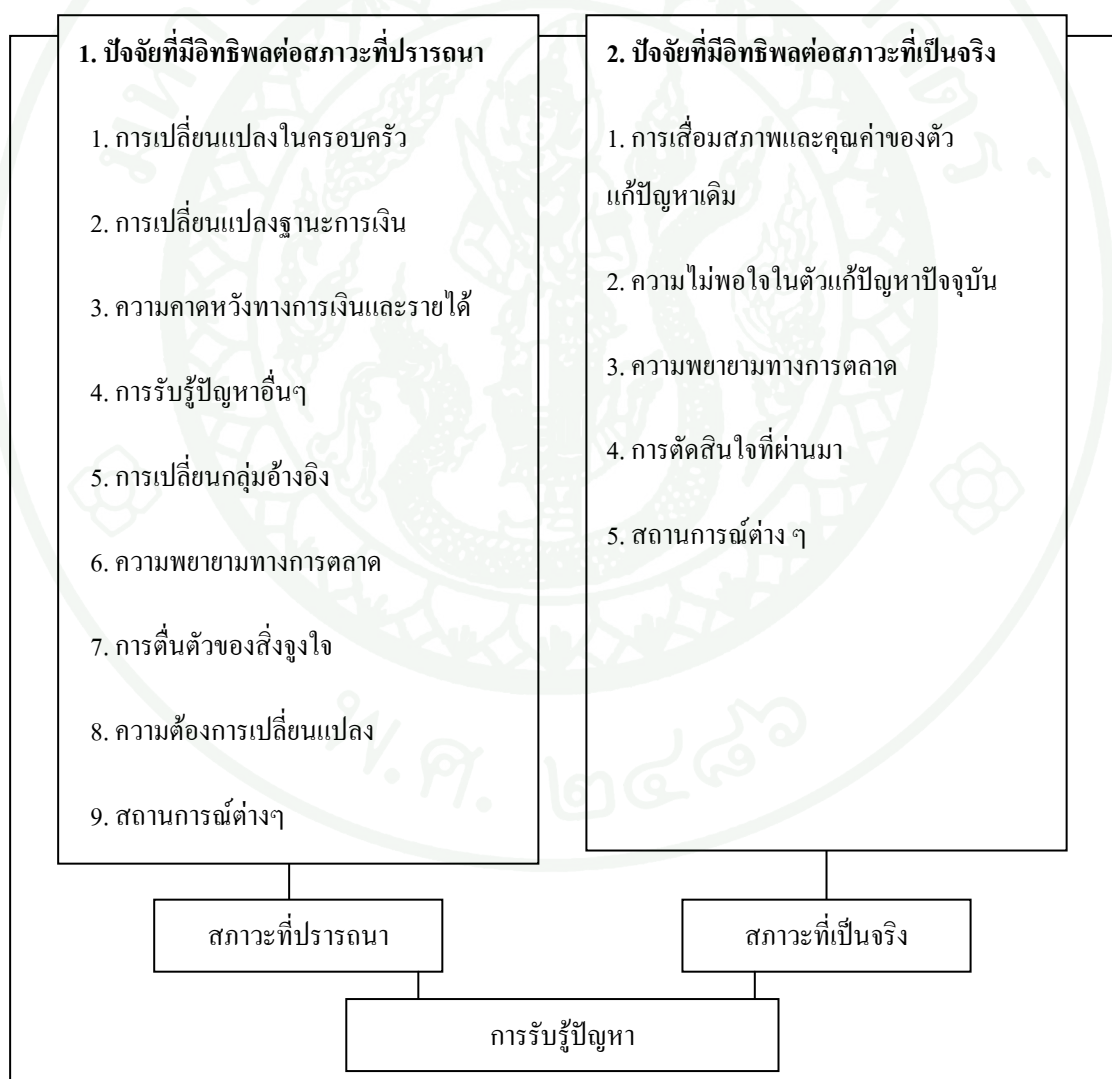 1. ปัจจัยที่มีอิทธิพลต่อสภาวะที่ปรารถนา
1. การเปลี่ยนแปลงในครอบครัว
2. การเปลี่ยนแปลงฐานะการเงิน
3. ความคาดหวังทางการเงินและรายได้
4. การรับรู้ปัญหาอื่นๆ
5. การเปลี่ยนกลุ่มอ้างอิง
6. ความพยายามทางการตลาด
7. การตื่นตัวของสิ่งจูงใจ
8. ความต้องการเปลี่ยนแปลง
9. สถานการณ์ต่างๆ
2. ปัจจัยที่มีอิทธิพลต่อสภาวะที่เป็นจริง
1. การเสื่อมสภาพและคุณค่าของตัว
แก้ปัญหาเดิม
2. ความไม่พอใจในตัวแก้ปัญหาปัจจุบัน
3. ความพยายามทางการตลาด
4. การตัดสินใจที่ผ่านมา
5. สถานการณ์ต่าง ๆ
สภาวะที่ปรารถนา
สภาวะที่เป็นจริง
การรับรู้ปัญหา
พ.ศ. ๒๔๘๖